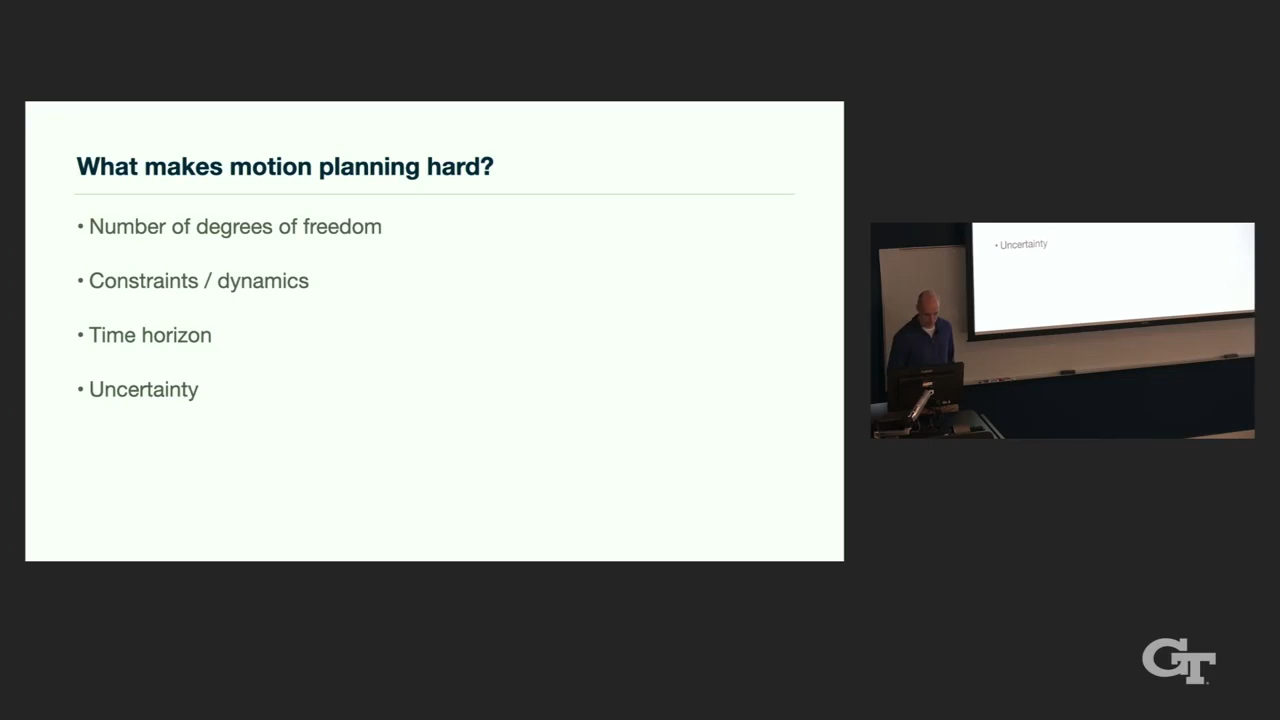 What makes motion planning hard?
• Number of degrees of freedom
• Constraints / dynamics
• Time horizon
• Uncertainty
• Uncertainty
GT